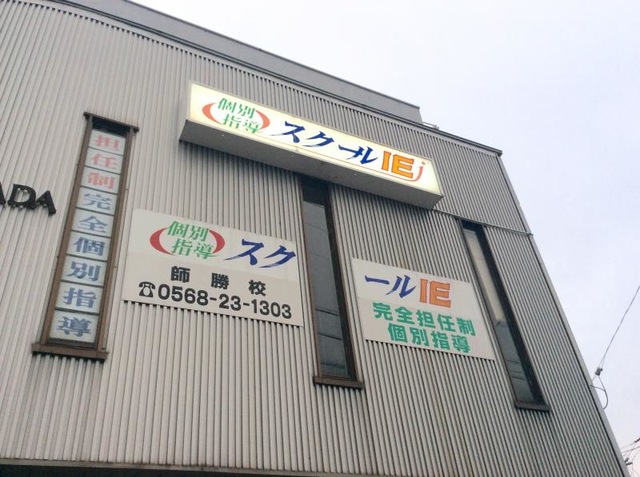 個別
指導
スクールIE
担任制完全個別指導
ADA
個別
指導
スク
師勝校
☎0568-23-1303
ールIE
完全担任制
個別指導